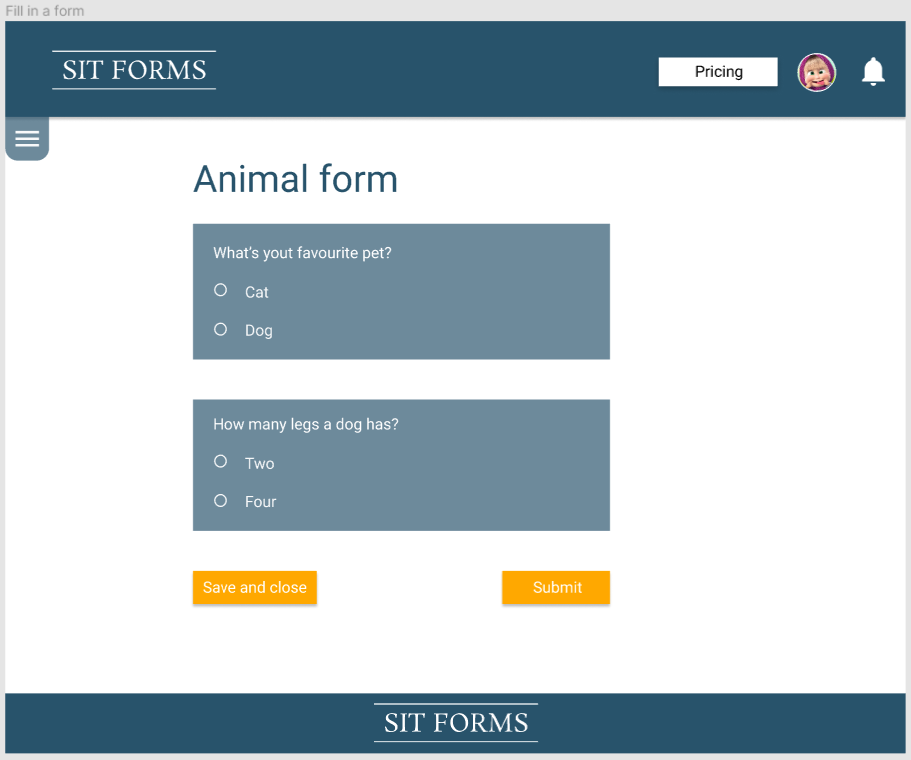 Fill in a form
SIT FORMS
Pricing
Animal form
What's yout favourite pet?
Cat
Dog
How many legs a dog has?
Two
Four
Save and close
Submit
SIT FORMS